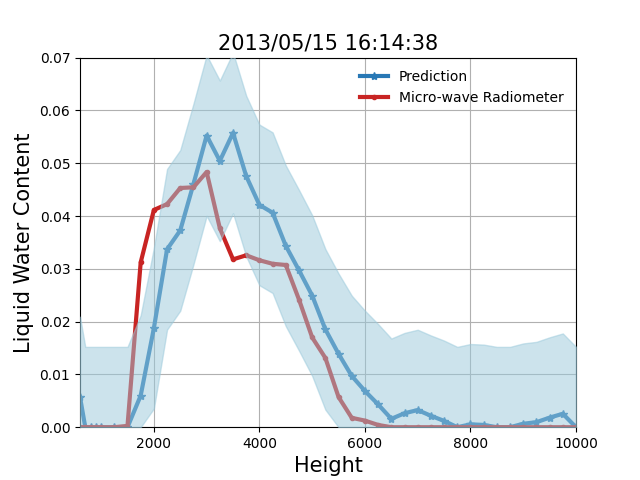 2013/05/15 16:14:38
Prediction
Micro-wave Radiometer
Liquid Water Content
0.07
0.06
0.05
0.04
0.03
0.02
0.01
0.00
2000 4000 6000 8000 10000
Height